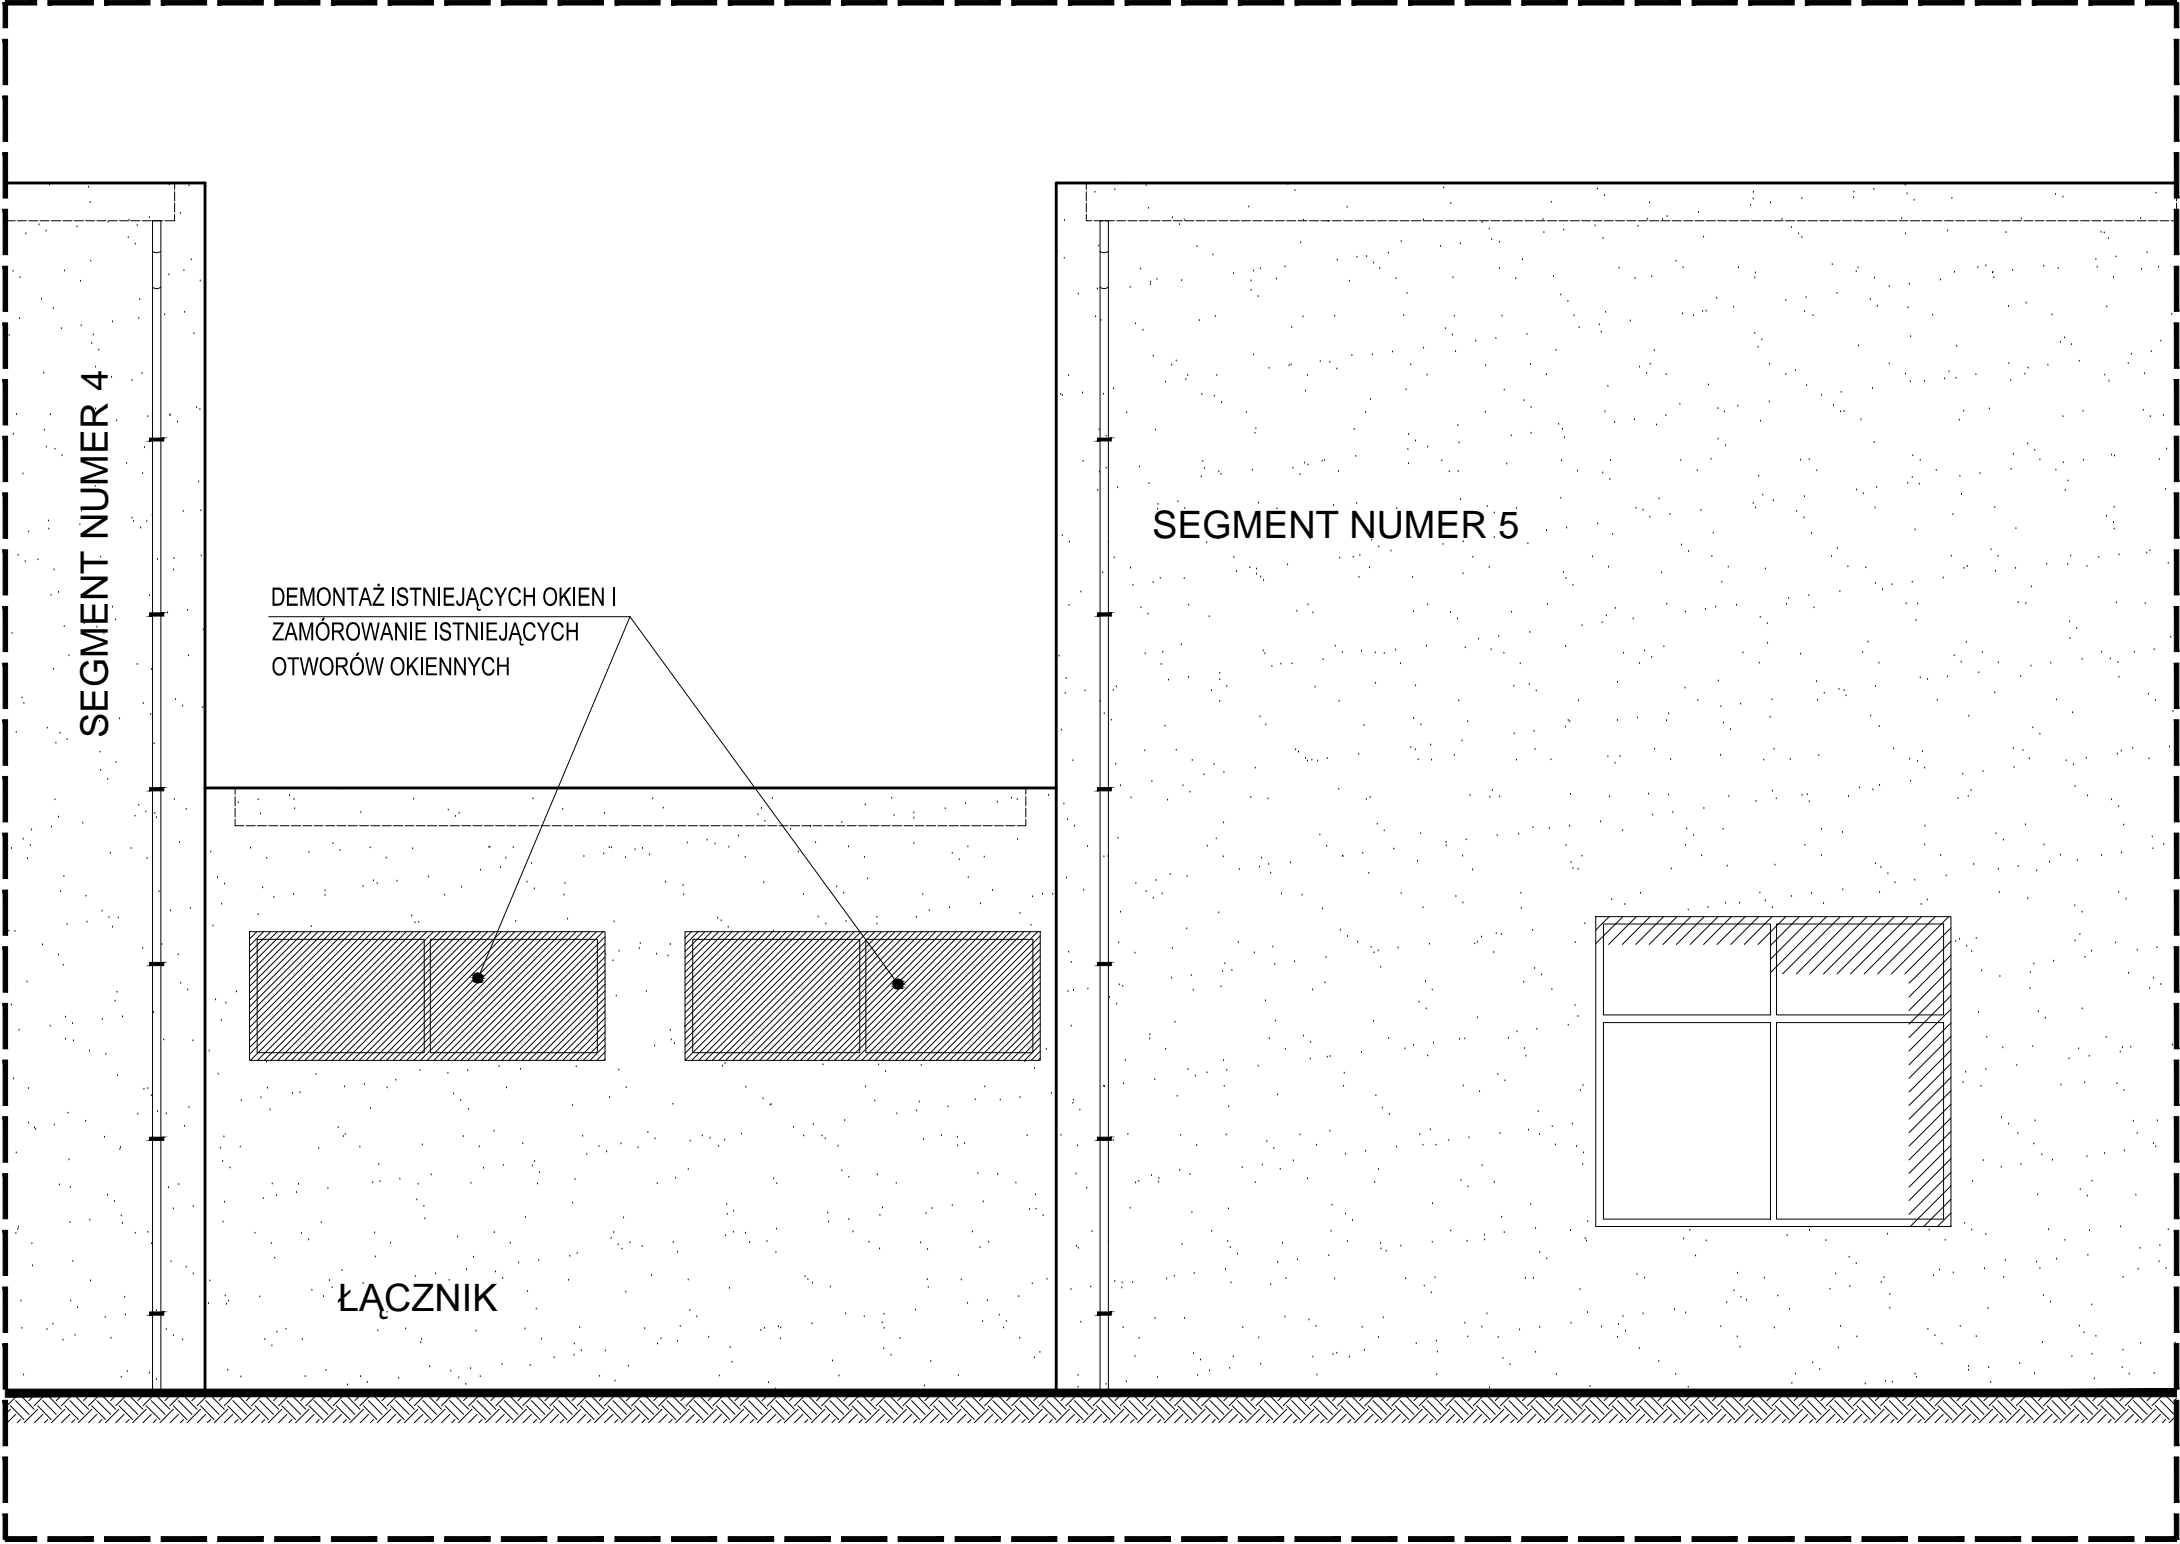 SEGMENT NUMER 4
SEGMENT NUMER 5
DEMONTAŻ ISTNIEJĄCYCH OKIEN I
ZAMÓROWANIE ISTNIEJĄCYCH
OTWORÓW OKIENNYCH
ŁĄCZNIK